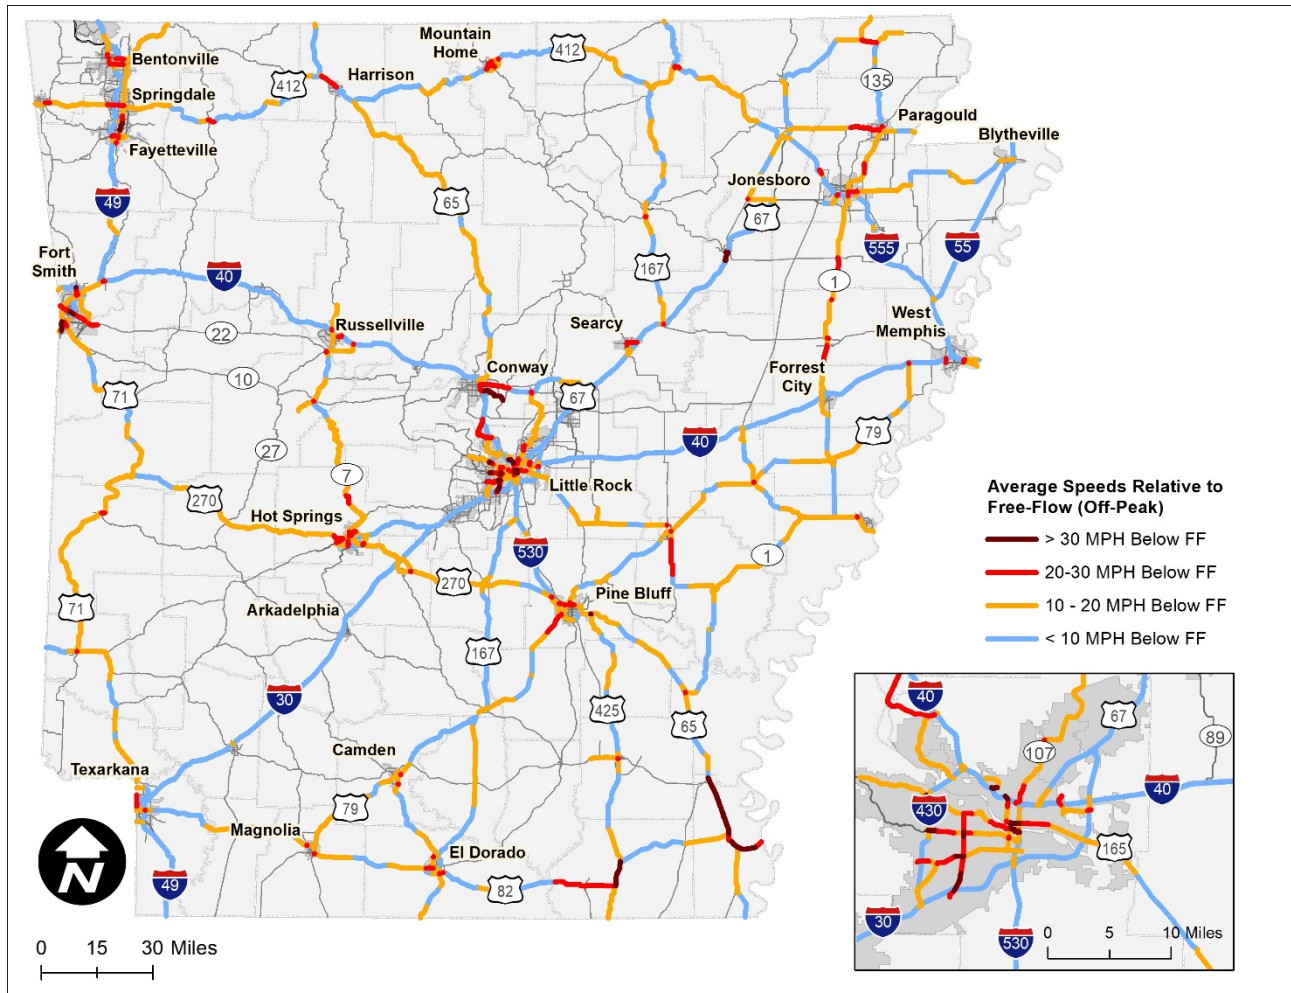 Mountain
Home
412
Bentonville
Harrison
135
412
Springdale
Paragould
Blytheville
Fayetteville
Jonesboro
49
65
67
Fort
Smith
555
55
40
167
1
22
Russellville
Searcy
West
Memphis
Conway
Forrest
City
10
71
67
79
40
27
7
Little Rock
270
Hot Springs
Average Speeds Relative to
Free-Flow (Off-Peak)
> 30 MPH Below FF
20-30 MPH Below FF
10 - 20 MPH Below FF
< 10 MPH Below FF
530
1
270
Pine Bluff
71
Arkadelphia
167
30
425
65
Camden
Texarkana
79
Magnolia
El Dorado
N
49
82
0 15 30 Miles
40
67
107
89
40
430
165
30
530
0 5 10 Miles